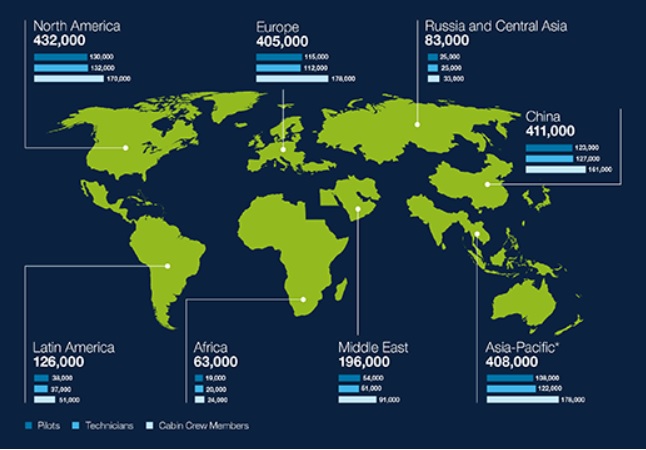 North America
432,000
130,000
132,000
170,000
Europe
405,000
115,000
112,000
178,000
Russia and Central Asia
83,000
25,000
25,000
33,000
China
411,000
123,000
127,000
161,000
Latin America
126,000
38,000
37,000
51,000
Africa
63,000
19,000
20,000
24,000
Middle East
196,000
54,000
51,000
91,000
Asia-Pacific*
408,000
108,000
122,000
178,000
Pilots
Technicians
Cabin Crew Members